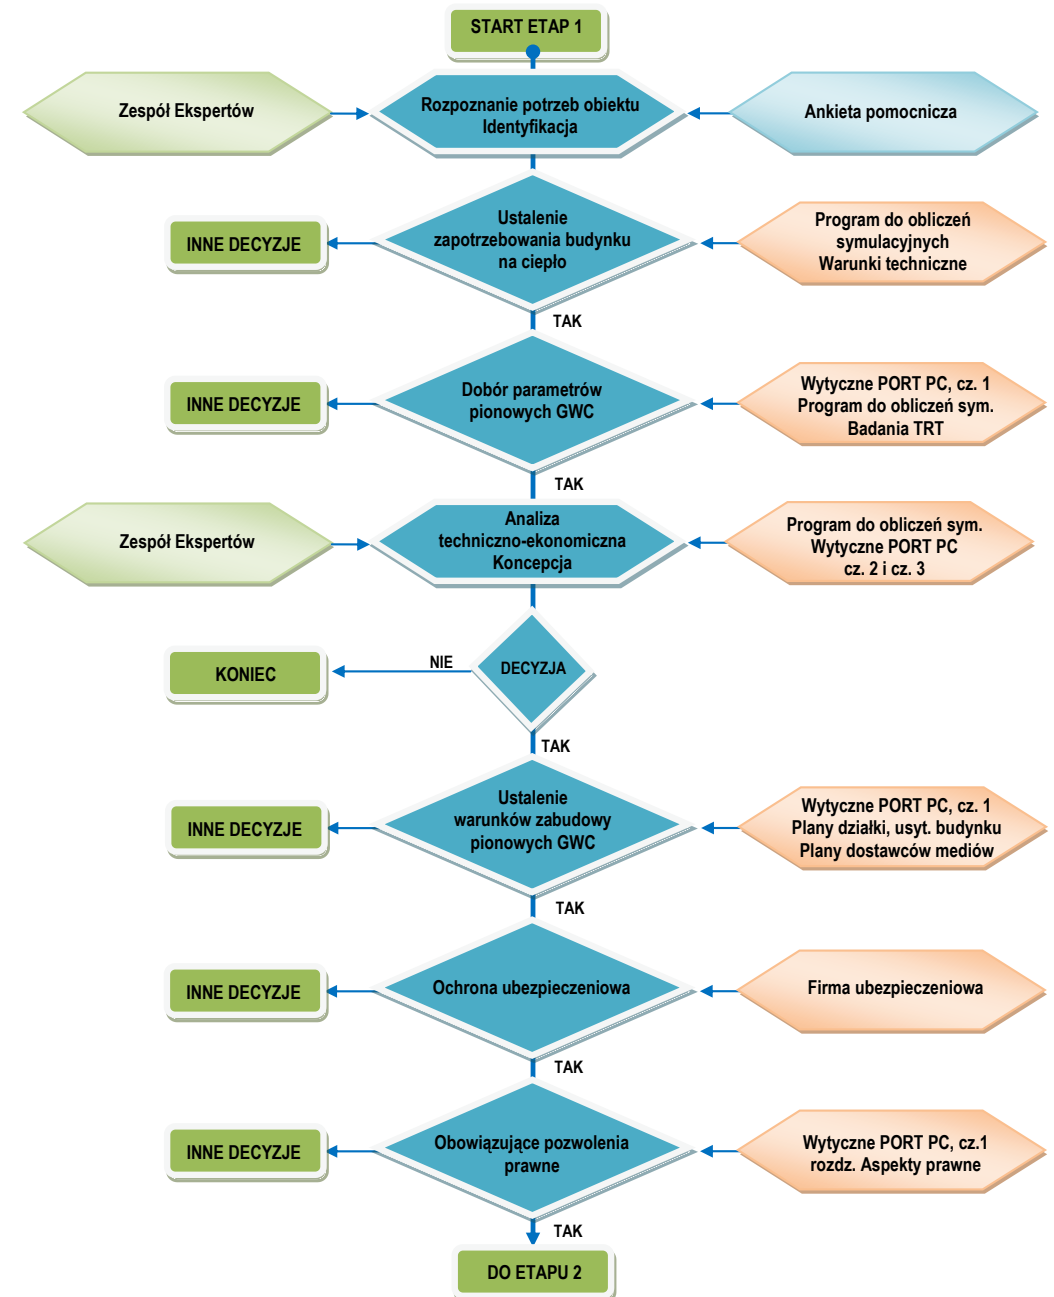 START ETAP 1
Zespół Ekspertów
Rozpoznanie potrzeb obiektu
Identyfikacja
Ankieta pomocnicza
INNE DECYZJE
Ustalenie
zapotrzebowania budynku
na ciepło
Program do obliczeń
symulacyjnych
Warunki techniczne
TAK
INNE DECYZJE
Dobór parametrów
pionowych GWC
Wytyczne PORT PC, cz. 1
Program do obliczeń sym.
Badania TRT
TAK
Zespół Ekspertów
Analiza
techniczno-ekonomiczna
Koncepcja
Program do obliczeń sym.
Wytyczne PORT PC
cz. 2 i cz. 3
KONIEC
NIE
DECYZJA
TAK
INNE DECYZJE
Ustalenie
warunków zabudowy
pionowych GWC
Wytyczne PORT PC, cz. 1
Plany działki, usyt. budynku
Plany dostawców mediów
TAK
INNE DECYZJE
Ochrona ubezpieczeniowa
Firma ubezpieczeniowa
TAK
INNE DECYZJE
Obowiązujące pozwolenia
prawne
Wytyczne PORT PC, cz.1
rozdz. Aspekty prawne
TAK
DO ETAPU 2